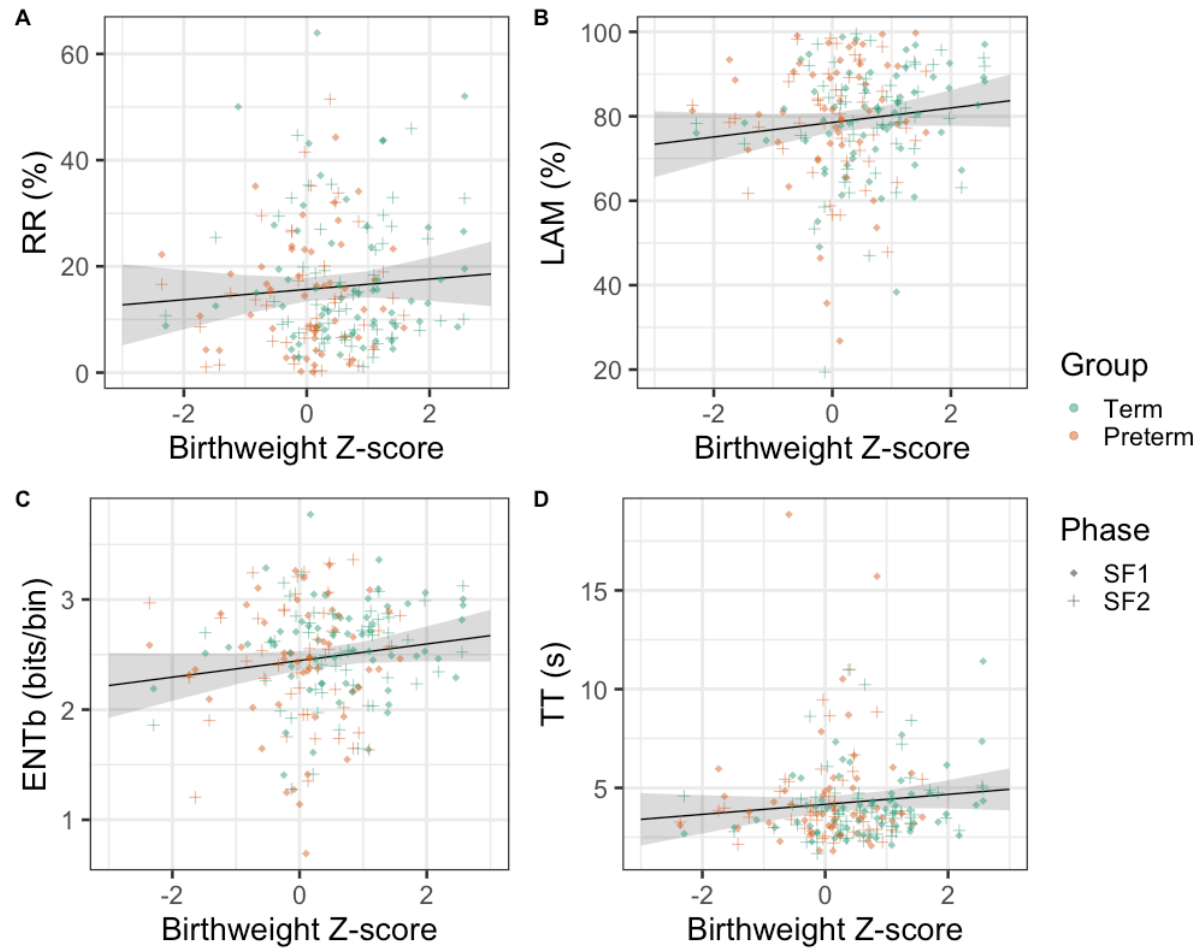 A
RR (%)
60
40
20
0
-2 0 2
Birthweight Z-score
B
LAM (%)
100
80
60
40
20
-2 0 2
Birthweight Z-score
Group
Term
Preterm
C
ENTb (bits/bin)
3
2
1
-2 0 2
Birthweight Z-score
D
TT (s)
15
10
5
-2 0 2
Birthweight Z-score
Phase
SF1
SF2